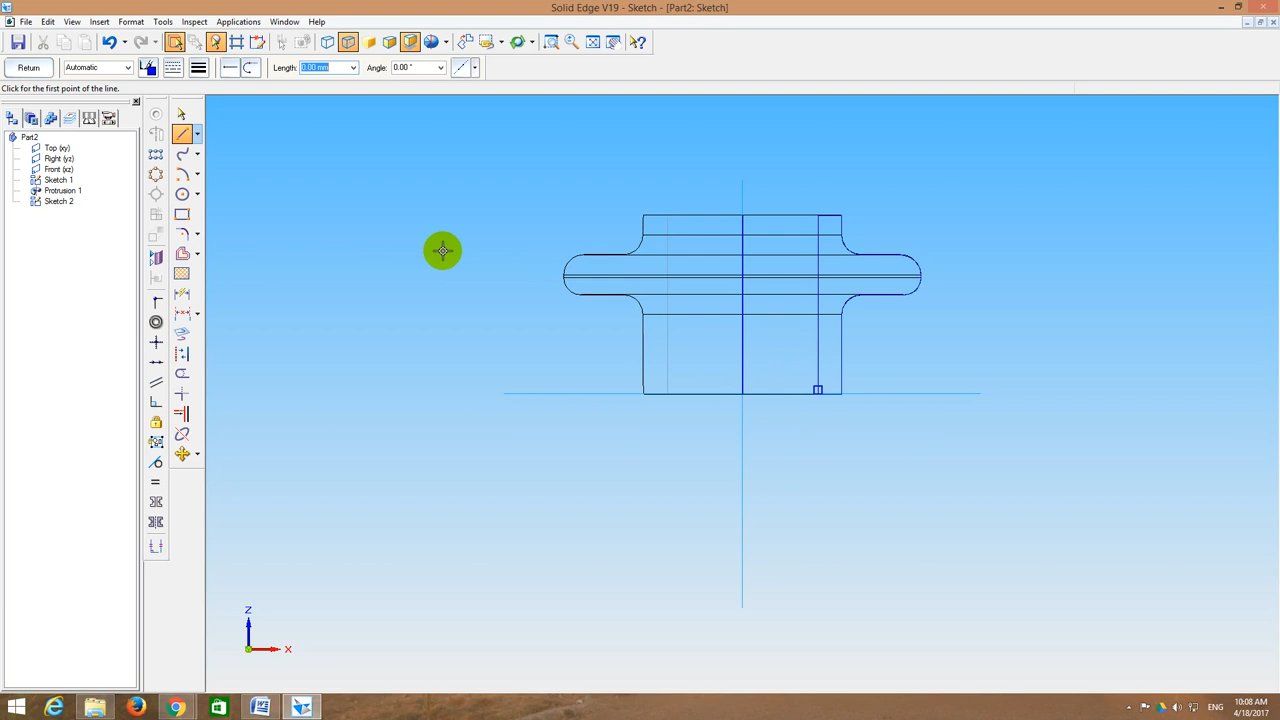 Solid Edge V19 - Sketch - [Part2: Sketch]
File Edit View Insert Format Tools Inspect Applications Window Help
Return Automatic Length: 0.00 mm Angle: 0.00 °
Click for the first point of the line.
Part2
Top (xy)
Right (yz)
Front (xz)
Sketch 1
Protrusion 1
Sketch 2
Z
X
ENG
10:08 AM
4/18/2017